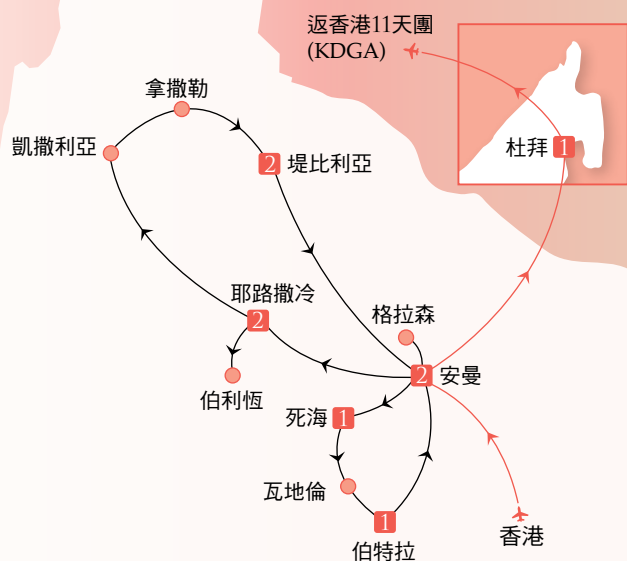 返香港11天團
(KDGA)
拿撒勒
凱撒利亞
2 堤比利亞
杜拜 1
耶路撒冷
2
格拉森
伯利恆
2 安曼
死海 1
瓦地倫
1
伯特拉
香港